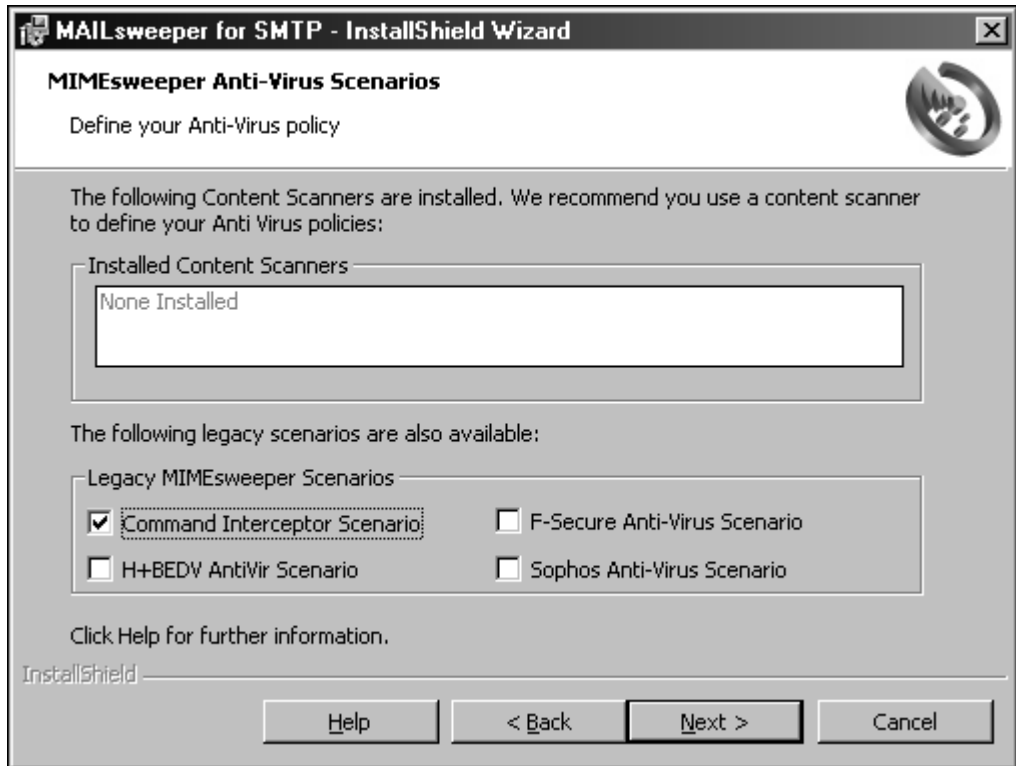 MAILsweeper for SMTP - InstallShield Wizard
MIMEsweeper Anti-Virus Scenarios
Define your Anti-Virus policy
The following Content Scanners are installed. We recommend you use a content scanner
to define your Anti Virus policies:
Installed Content Scanners
None Installed
The following legacy scenarios are also available:
Legacy MIMEsweeper Scenarios
Command Interceptor Scenario
F-Secure Anti-Virus Scenario
H+BEDV AntiVir Scenario
Sophos Anti-Virus Scenario
Click Help for further information.
InstallShield
Help
< Back
Next >
Cancel